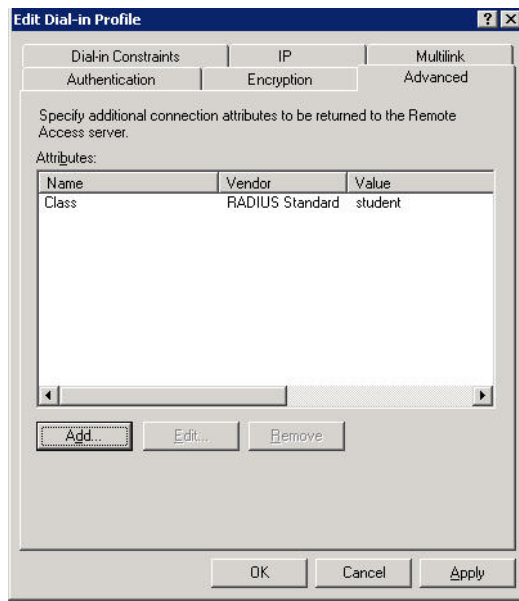 Edit Dial-in Profile
Dial-in Constraints IP Multilink
Authentication Encryption Advanced
Specify additional connection attributes to be returned to the Remote
Access server.
Attributes:
Name Vendor Value
Class RADIUS Standard student
Add... Edit... Remove
OK Cancel Apply